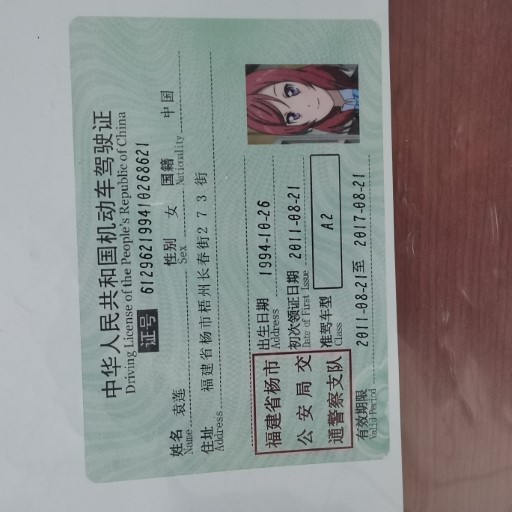 中华人民共和国机动车驾驶证
Driving License of the People's Republic of China
证号 612962199410268621
姓名 袁莲 性别 女 国籍 中国
Name Sex Nationality
住址 福建省杨市梧州长春街273街
Address
出生日期 1994-10-26
Address
初次领证日期 2011-08-21
Date of First Issue
准驾车型 A2
Class
福建省杨市
公安局交
通警察支队
有效期限 2011-08-21至 2017-08-21
Valid Period